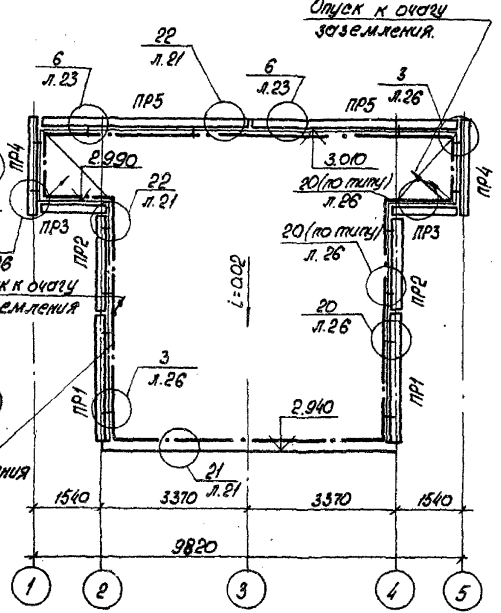 Опуск к очагу
заземления.
22
л.21
6
л.23
6
л.23
3
л.26
ПР5
ПР5
ПР4
ПР4
2.990
3.010
20(по типу)
л.26
22
л.21
ПР3
ПР3
ПР2
20(по типу)
л.26
ПР2
к очагу
i=0.02
20
л.26
3
л.26
ПР1
ПР1
2.940
21
л.21
1540
3370
3370
1540
9820
1
2
3
4
5